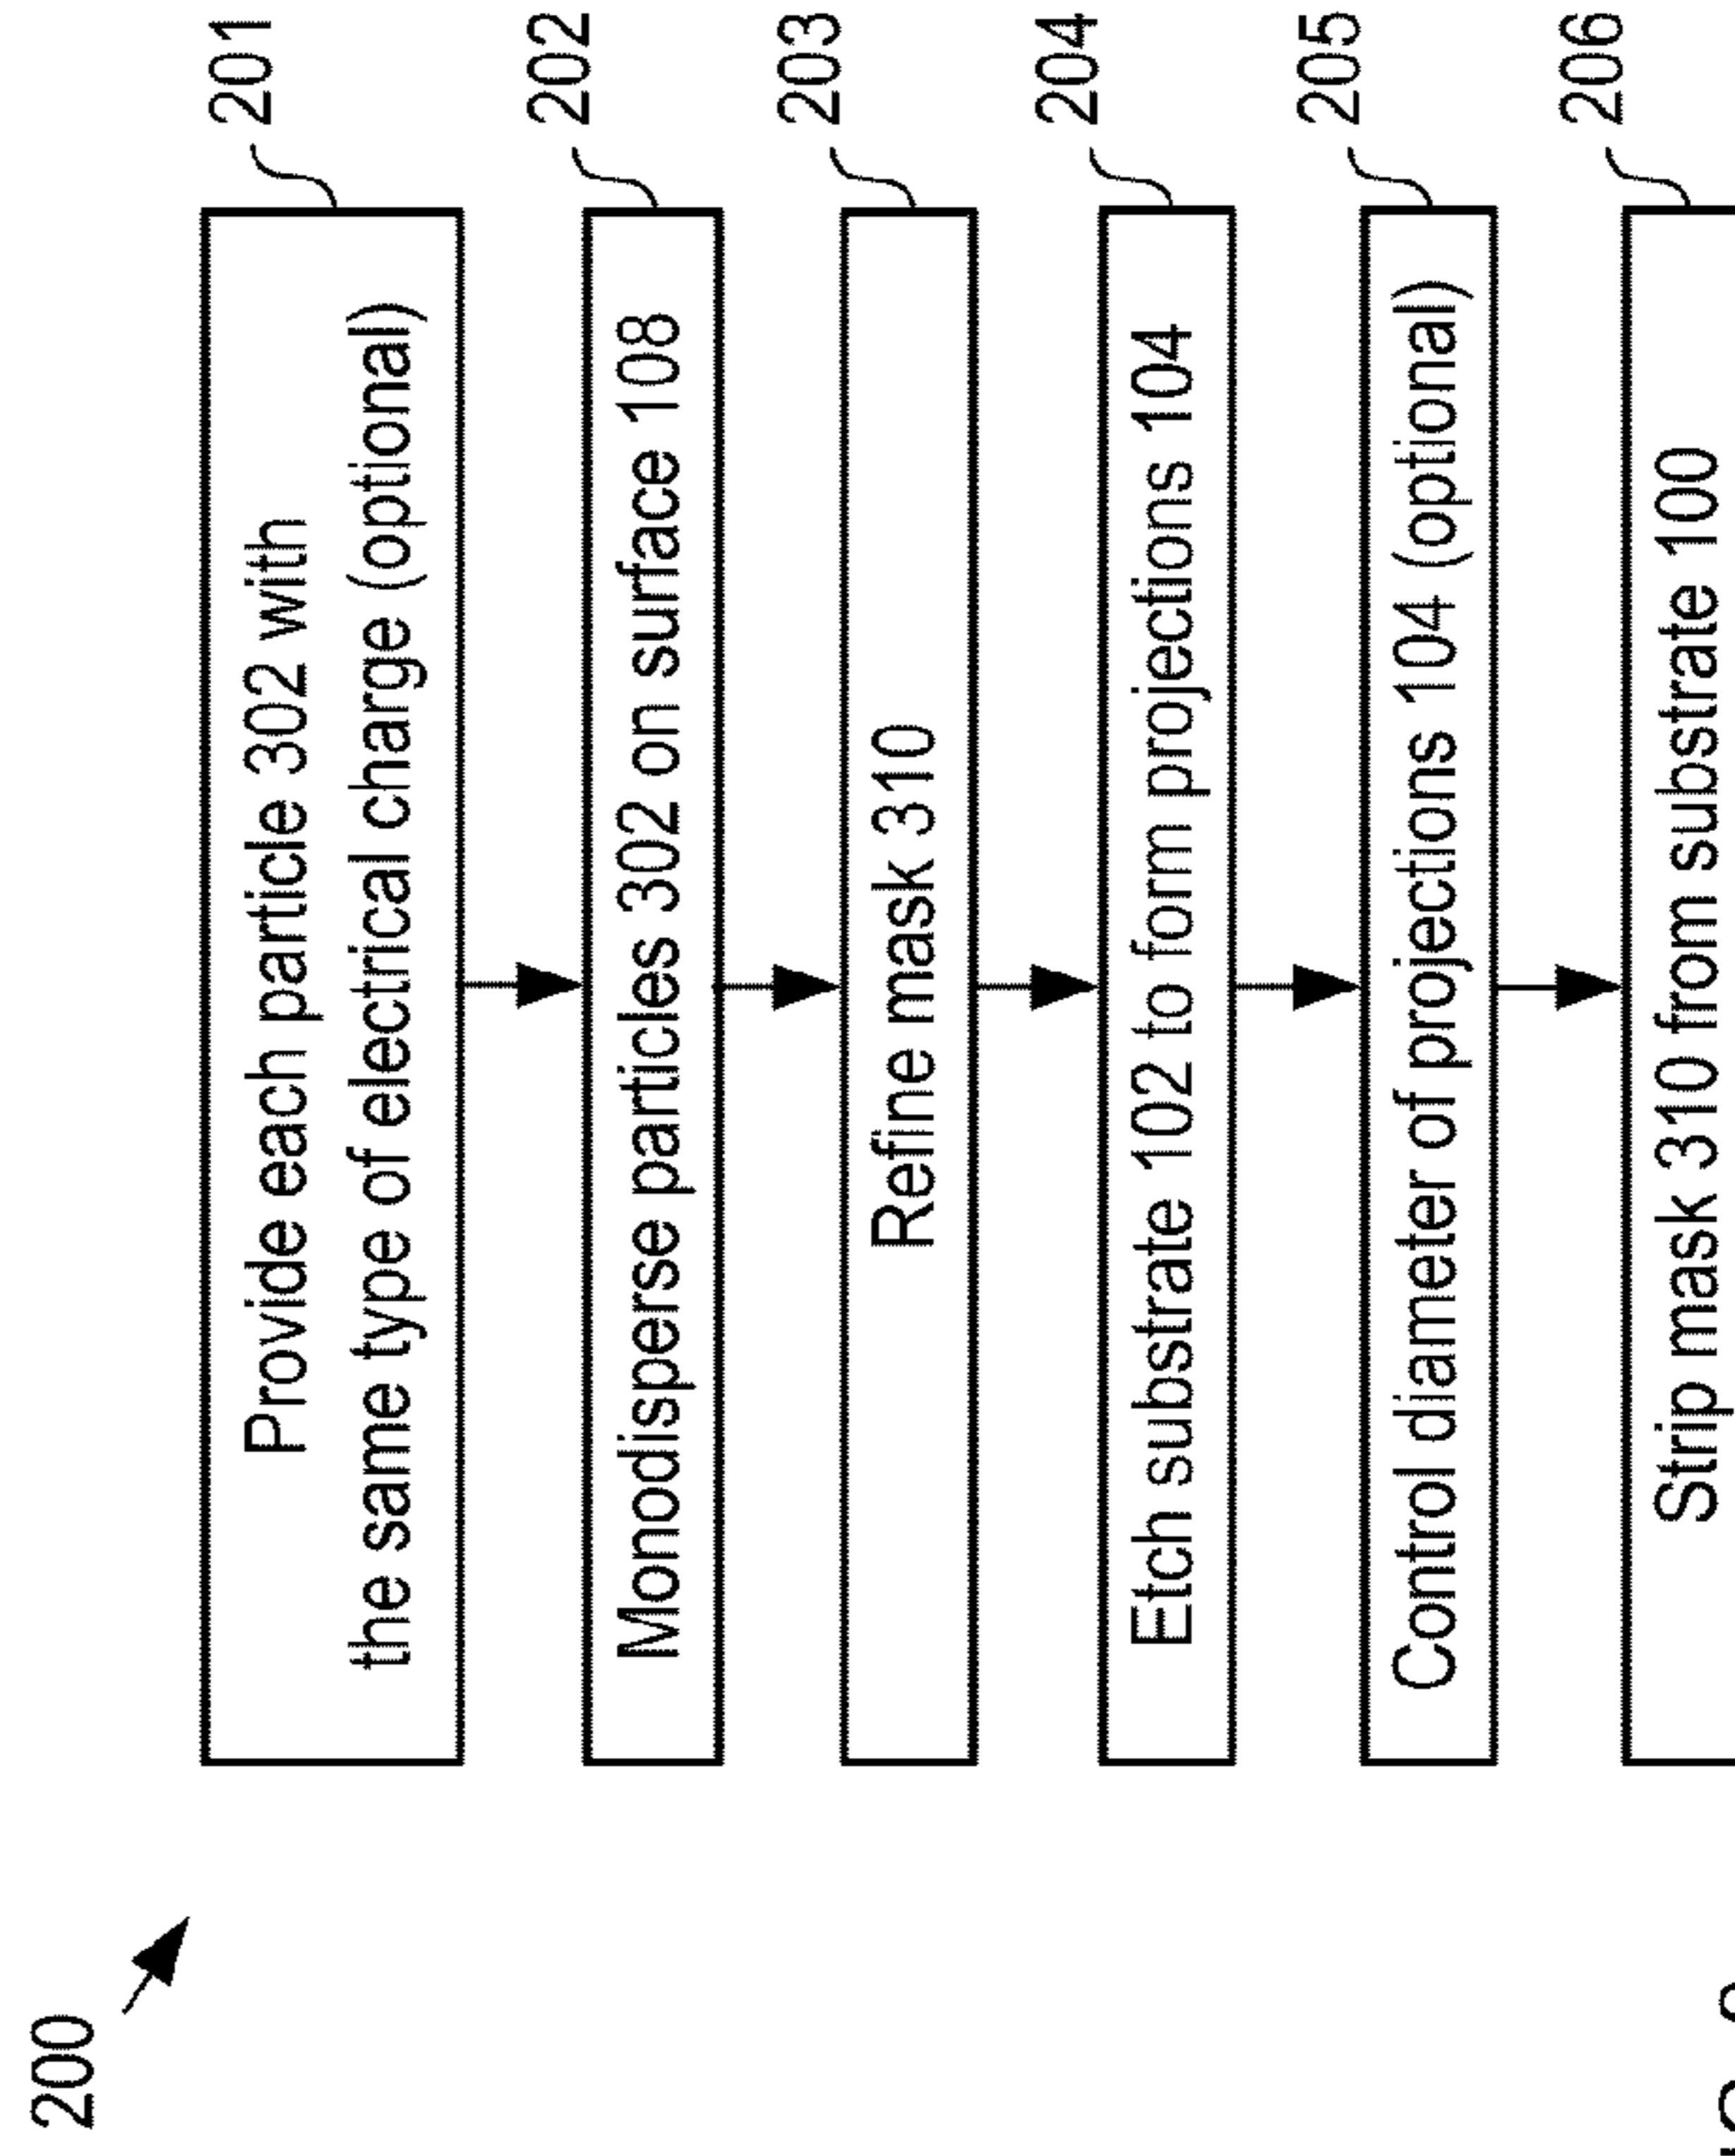 200
201
Provide each particle 302 with
the same type of electrical charge (optional)
202
Monodisperse particles 302 on surface 108
203
Refine mask 310
204
Etch substrate 102 to form projections 104
205
Control diameter of projections 104 (optional)
206
Strip mask 310 from substrate 100